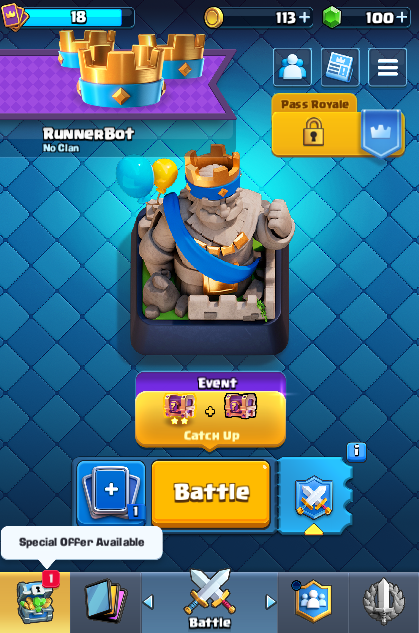 18
113 +
100 +
RunnerBot
No Clan
Pass Royale
Event
+
Catch Up
+
1
Battle
i
Special Offer Available
1
Battle